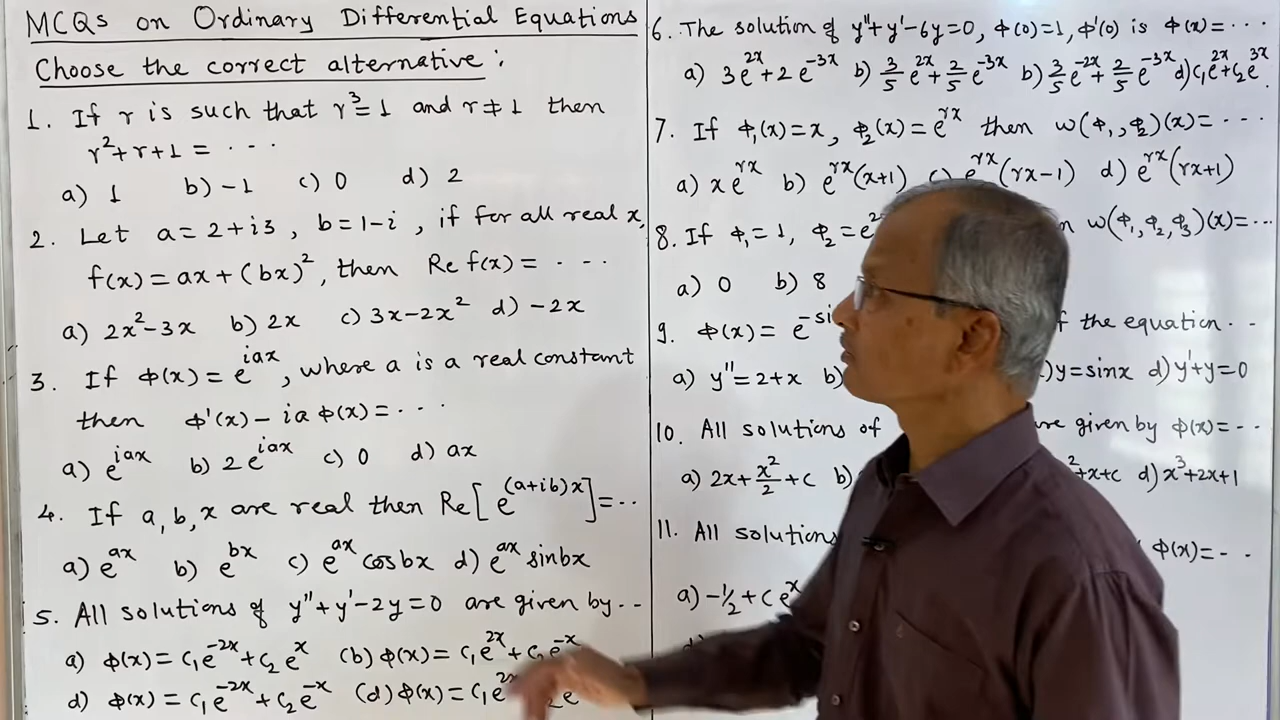 MCQs on Ordinary Differential Equations
Choose the correct alternative:
1. If r is such that r³=1 and r≠1 then
r²+r+1 = ···
a) 1 b) -1 c) 0 d) 2
2. Let a=2+i3, b=1-i, if for all real x,
f(x)=ax+(bx)², then Re f(x)= ···
a) 2x²-3x b) 2x c) 3x-2x² d) -2x
3. If Φ(x)=e^{iax}, where a is a real constant
then Φ'(x)-iaΦ(x)=···
a) e^{iax} b) 2e^{iax} c) 0 d) ax
4. If a,b,x are real then Re[e^{(a+ib)x}]=··
a) e^{ax} b) e^{bx} c) e^{ax} cosbx d) e^{ax} sinbx
5. All solutions of y''+y'-2y=0 are given by··
a) Φ(x)=c₁e^{-2x}+c₂e^{x} (b) Φ(x)=c₁e^{2x}+c₂e^{-x}
d) Φ(x)=c₁e^{-2x}+c₂e^{-x} (d) Φ(x)=c₁e
6. The solution of y''+y'-6y=0, Φ(0)=1, Φ'(0) is Φ(x)=···
a) 3e^{2x}+2e^{-3x} b) 3/5 e^{2x}+2/5 e^{-3x} b) 3/5 e^{-2x}+2/5 e^{-3x} d) c₁e^{2x}+c₂e^{3x}
7. If Φ₁(x)=x, Φ₂(x)=e^{rx} then W(Φ₁,Φ₂)(x)=···
a) xe^{rx} b) e^{rx}(x+1) c) e^{rx}(rx-1) d) e^{rx}(rx+1)
8. If Φ₁=1, Φ₂=e W(Φ₁,Φ₂,Φ₃)(x)=···
a) 0 b) 8
9. Φ(x)= e^{-si the equation··
a) y''=2+x b) y=sinx d) y'+y=0
10. All solutions of are given by Φ(x)=··
a) 2x+x²/2+c b) +x+c d) x³+2x+1
11. All solutions Φ(x)=··
a) -1/2+ce^{x}